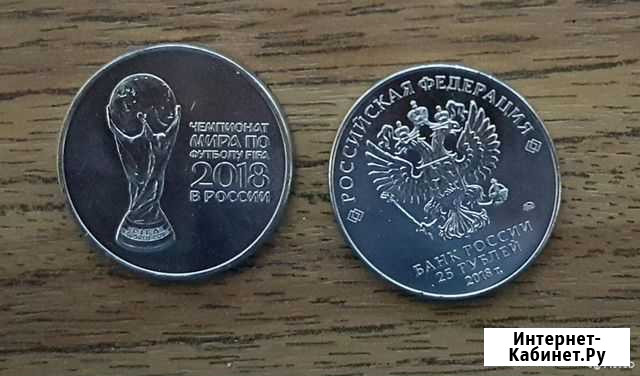 ЧЕМПИОНАТ
МИРА ПО
ФУТБОЛУ FIFA
2018
В РОССИИ
РОССИЙСКАЯ ФЕДЕРАЦИЯ
БАНК РОССИИ
25 РУБЛЕЙ
2018 г.
Интернет-
Кабинет.Ру